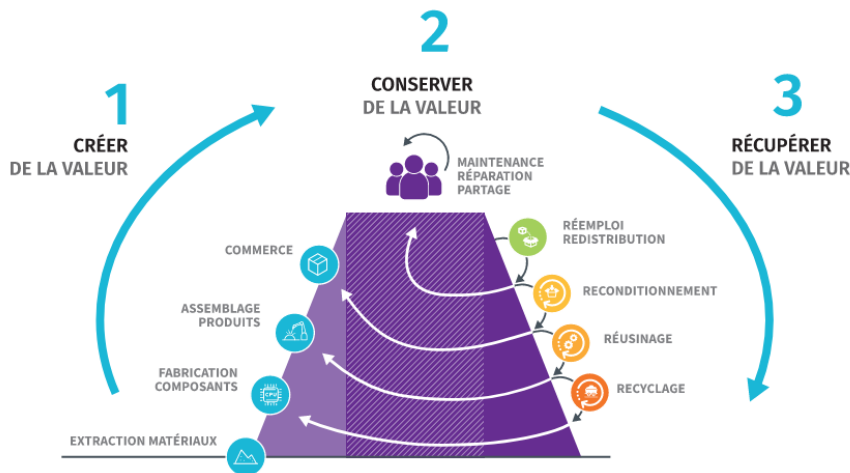 1
CRÉER
DE LA VALEUR
2
CONSERVER
DE LA VALEUR
3
RÉCUPÉRER
DE LA VALEUR
MAINTENANCE
RÉPARATION
PARTAGE
COMMERCE
ASSEMBLAGE
PRODUITS
FABRICATION
COMPOSANTS
CPU
EXTRACTION MATÉRIAUX
RÉEMPLOI
REDISTRIBUTION
RECONDITIONNEMENT
RÉUSINAGE
RECYCLAGE